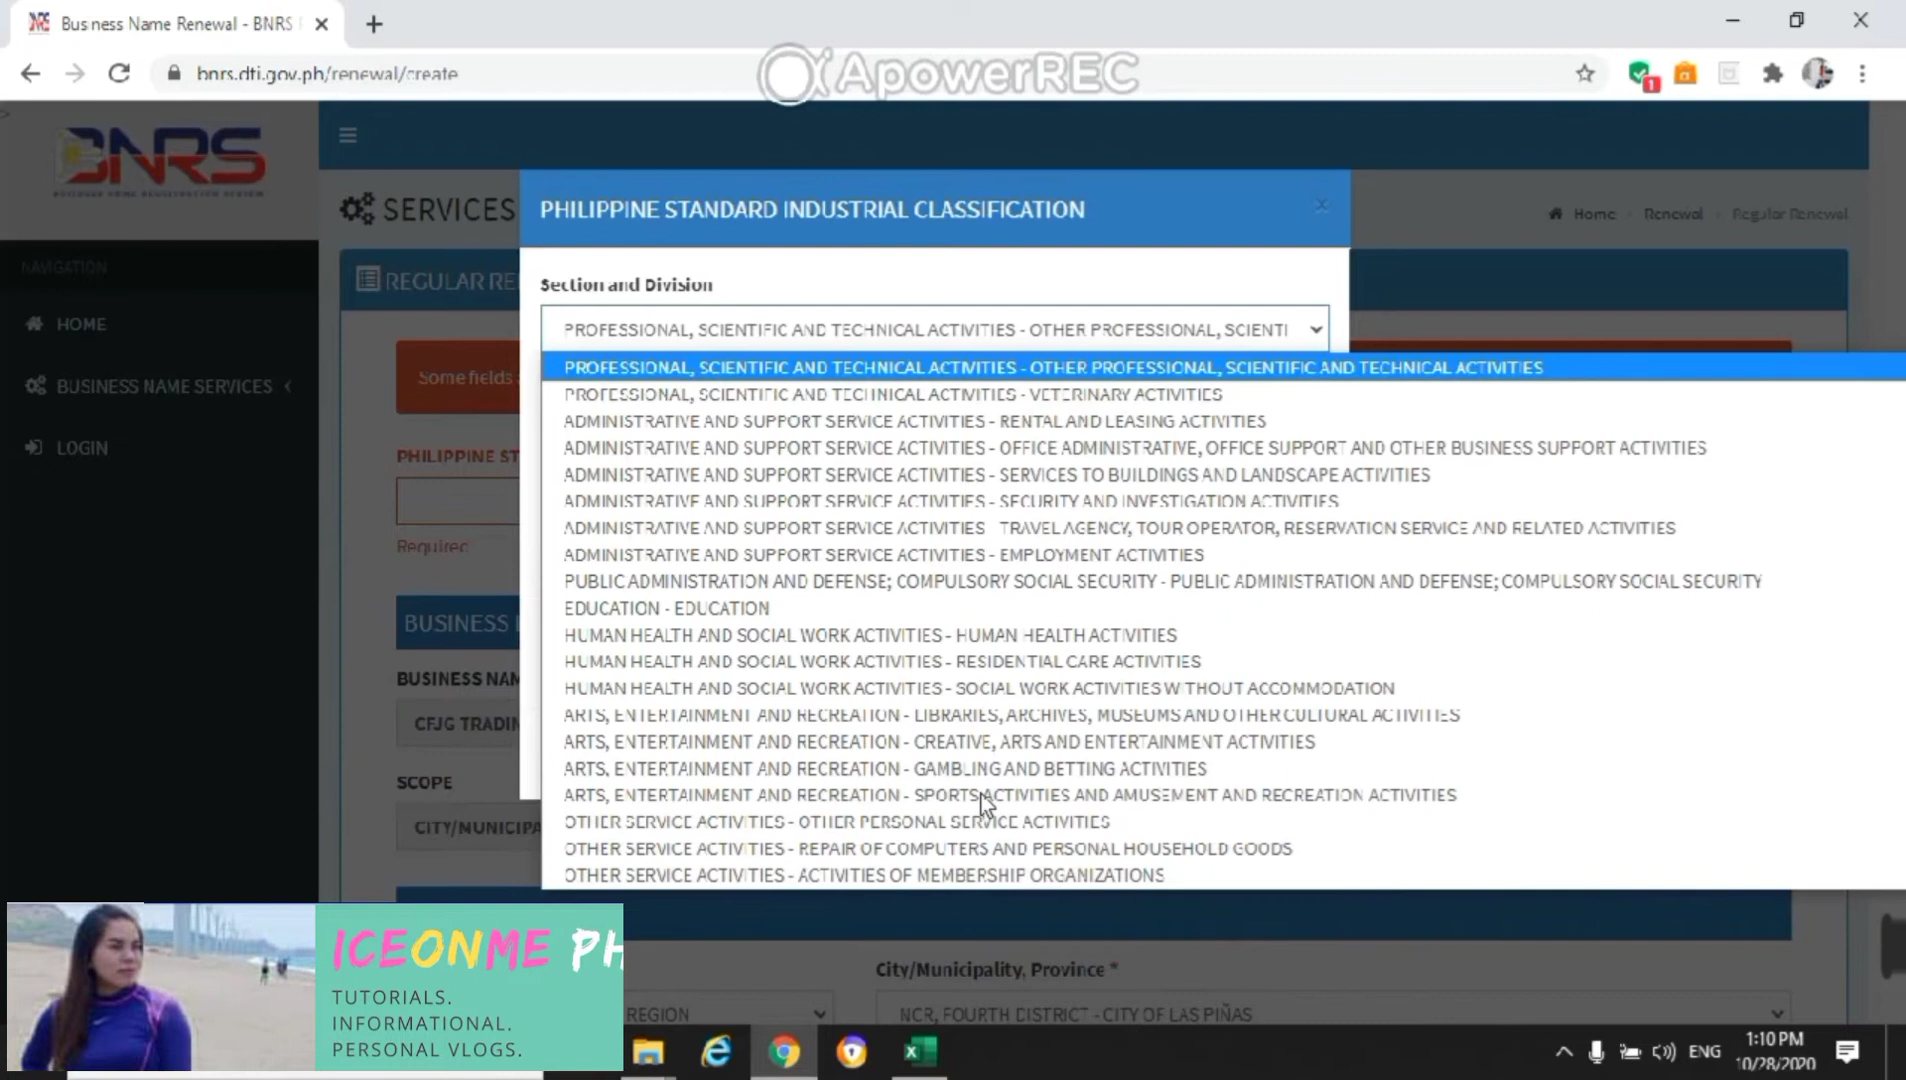 Business Name Renewal - BNRS
bnrs.dti.gov.ph/renewal/create
ApowerREC
1
BNRS
SERVICES
Home
Renewal
Regular Renewal
NAVIGATION
HOME
BUSINESS NAME SERVICES
LOGIN
REGULAR RE
Some fields
PHILIPPINE ST
Required
BUSINESS
BUSINESS NAM
CFJG TRADIN
SCOPE
CITY/MUNICIPA
PHILIPPINE STANDARD INDUSTRIAL CLASSIFICATION
Section and Division
PROFESSIONAL, SCIENTIFIC AND TECHNICAL ACTIVITIES - OTHER PROFESSIONAL, SCIENTI
PROFESSIONAL, SCIENTIFIC AND TECHNICAL ACTIVITIES - OTHER PROFESSIONAL, SCIENTIFIC AND TECHNICAL ACTIVITIES
PROFESSIONAL, SCIENTIFIC AND TECHNICAL ACTIVITIES - VETERINARY ACTIVITIES
ADMINISTRATIVE AND SUPPORT SERVICE ACTIVITIES - RENTAL AND LEASING ACTIVITIES
ADMINISTRATIVE AND SUPPORT SERVICE ACTIVITIES - OFFICE ADMINISTRATIVE, OFFICE SUPPORT AND OTHER BUSINESS SUPPORT ACTIVITIES
ADMINISTRATIVE AND SUPPORT SERVICE ACTIVITIES - SERVICES TO BUILDINGS AND LANDSCAPE ACTIVITIES
ADMINISTRATIVE AND SUPPORT SERVICE ACTIVITIES - SECURITY AND INVESTIGATION ACTIVITIES
ADMINISTRATIVE AND SUPPORT SERVICE ACTIVITIES - TRAVEL AGENCY, TOUR OPERATOR, RESERVATION SERVICE AND RELATED ACTIVITIES
ADMINISTRATIVE AND SUPPORT SERVICE ACTIVITIES - EMPLOYMENT ACTIVITIES
PUBLIC ADMINISTRATION AND DEFENSE; COMPULSORY SOCIAL SECURITY - PUBLIC ADMINISTRATION AND DEFENSE; COMPULSORY SOCIAL SECURITY
EDUCATION - EDUCATION
HUMAN HEALTH AND SOCIAL WORK ACTIVITIES - HUMAN HEALTH ACTIVITIES
HUMAN HEALTH AND SOCIAL WORK ACTIVITIES - RESIDENTIAL CARE ACTIVITIES
HUMAN HEALTH AND SOCIAL WORK ACTIVITIES - SOCIAL WORK ACTIVITIES WITHOUT ACCOMMODATION
ARTS, ENTERTAINMENT AND RECREATION - LIBRARIES, ARCHIVES, MUSEUMS AND OTHER CULTURAL ACTIVITIES
ARTS, ENTERTAINMENT AND RECREATION - CREATIVE, ARTS AND ENTERTAINMENT ACTIVITIES
ARTS, ENTERTAINMENT AND RECREATION - GAMBLING AND BETTING ACTIVITIES
ARTS, ENTERTAINMENT AND RECREATION - SPORTS ACTIVITIES AND AMUSEMENT AND RECREATION ACTIVITIES
OTHER SERVICE ACTIVITIES - OTHER PERSONAL SERVICE ACTIVITIES
OTHER SERVICE ACTIVITIES - REPAIR OF COMPUTERS AND PERSONAL HOUSEHOLD GOODS
OTHER SERVICE ACTIVITIES - ACTIVITIES OF MEMBERSHIP ORGANIZATIONS
City/Municipality, Province *
REGION
NCR, FOURTH DISTRICT - CITY OF LAS PIÑAS
ICEONME PH
TUTORIALS.
INFORMATIONAL.
PERSONAL VLOGS.
ENG
1:10 PM
10/28/2020